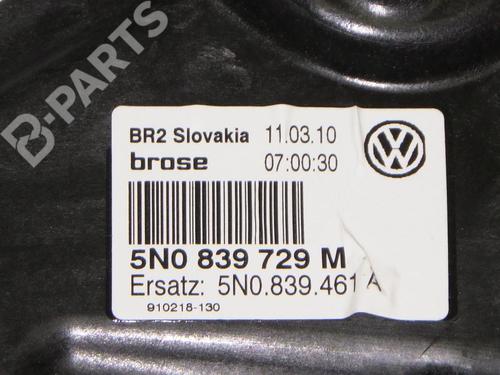 B-PARTS
BR2 Slovakia 11.03.10
brose 07:00:30
5N0 839 729 M
Ersatz: 5N0.839.461 A
910218-130